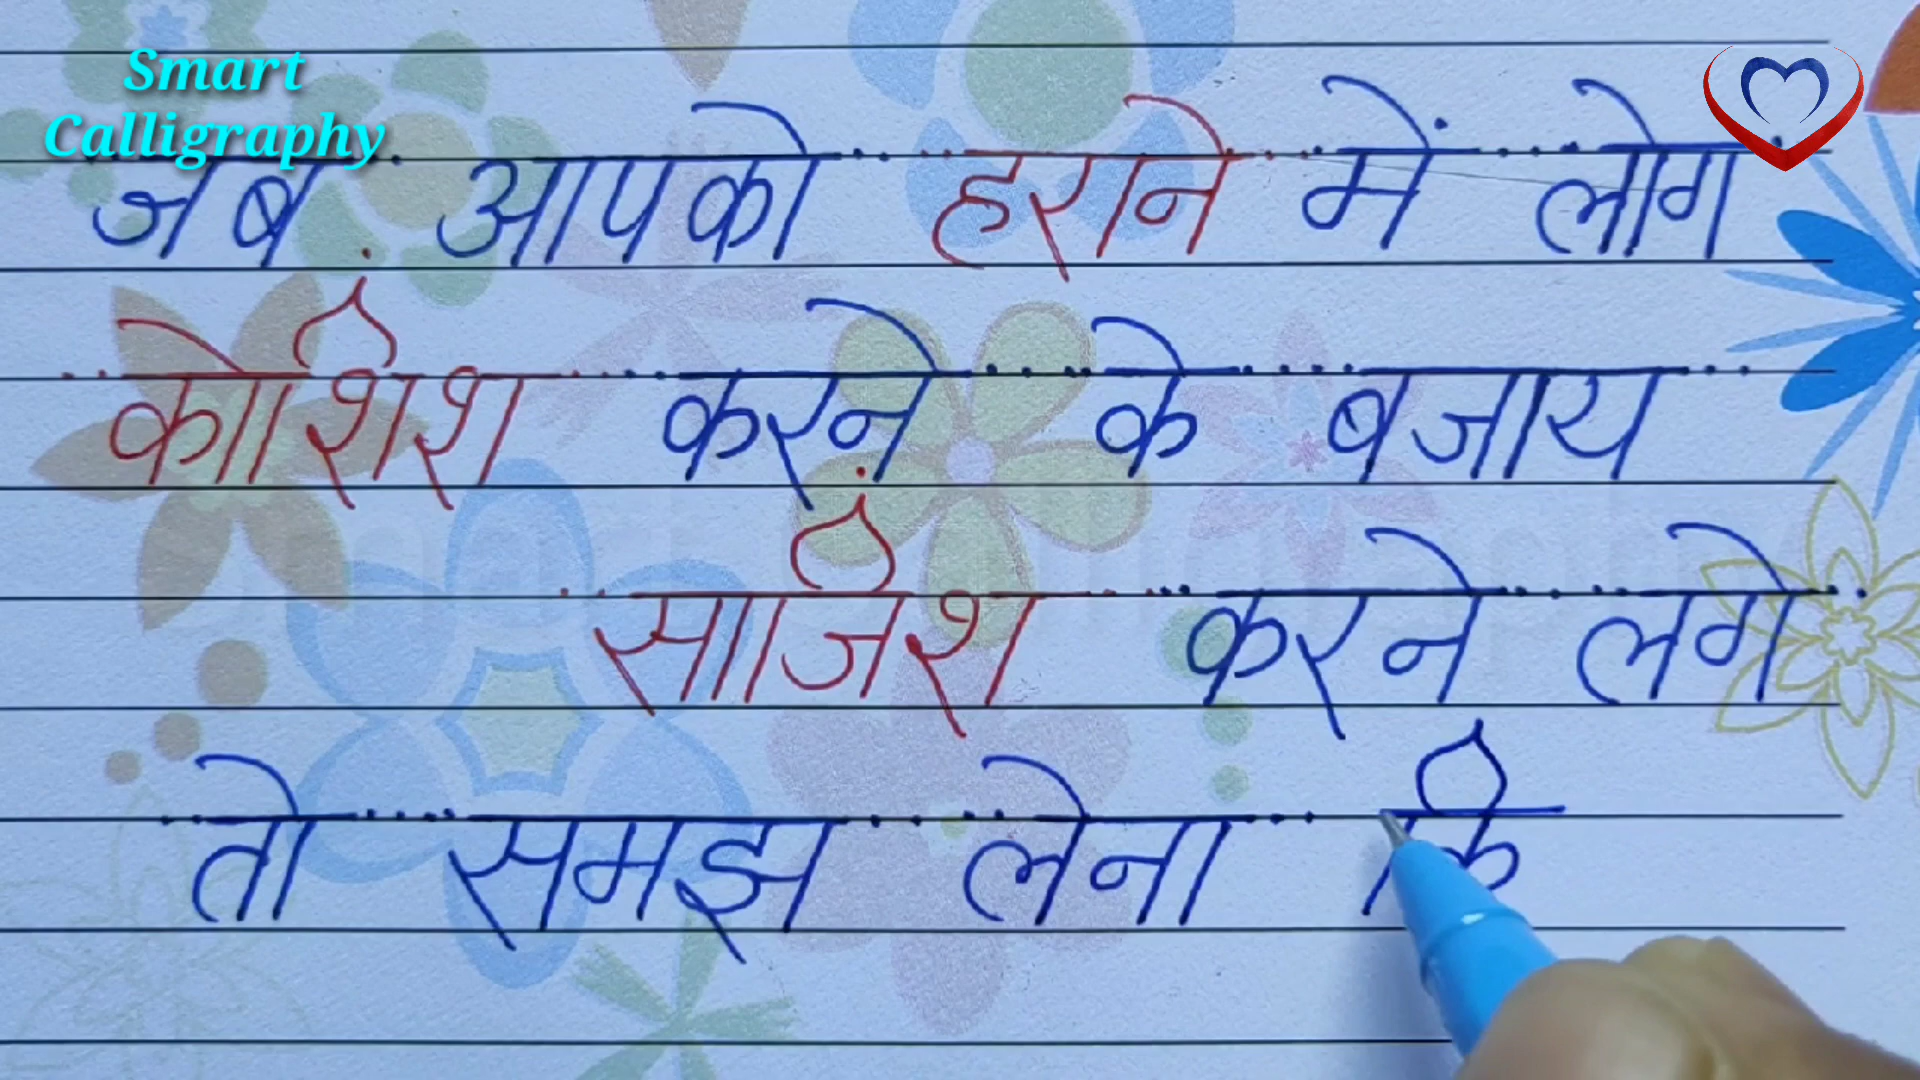 Smart
Calligraphy
जब आपको हराने में लोग
कोशिश करने के बजाय
साजिश करने लगे
तो समझ लेना कि